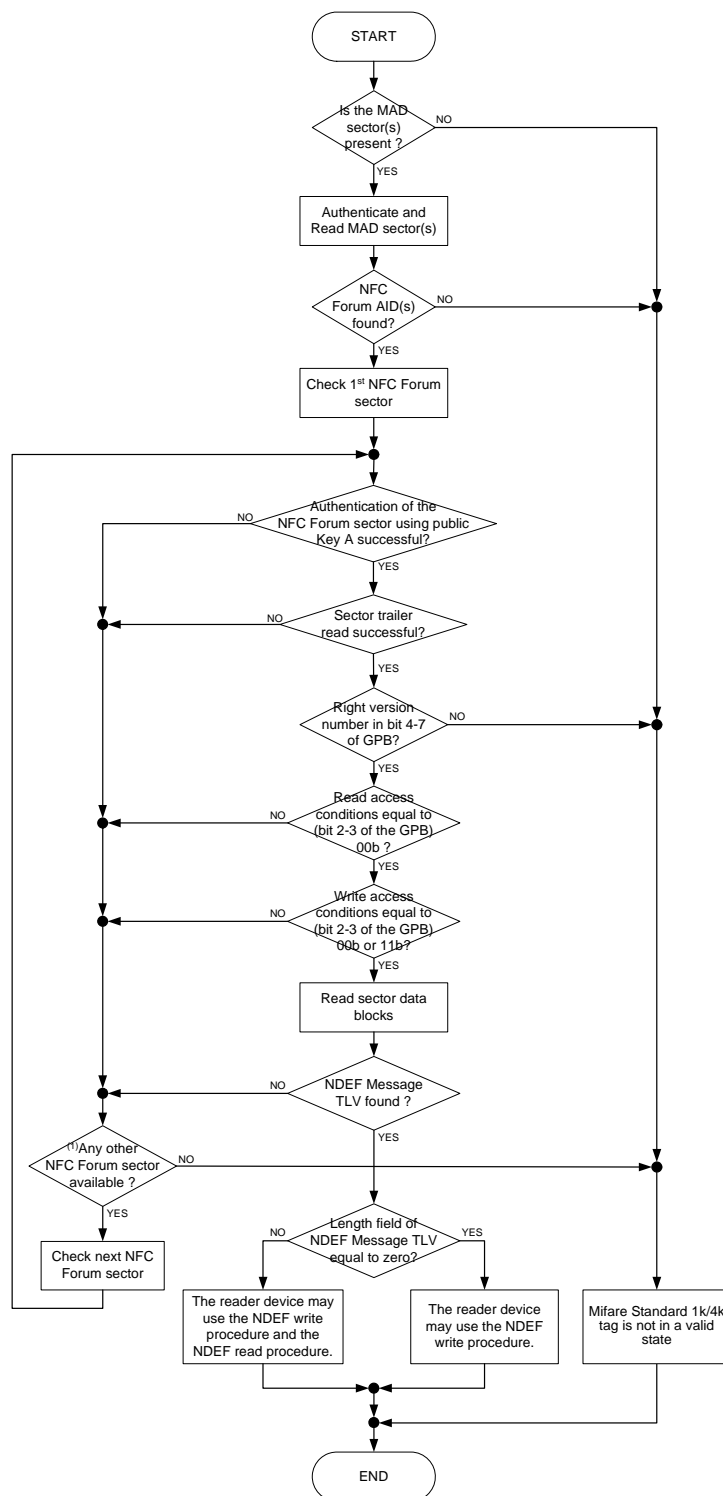 START
Is the MAD
sector(s)
present ?
NO
YES
Authenticate and
Read MAD sector(s)
NFC
Forum AID(s)
found?
NO
YES
Check 1st NFC Forum
sector
Authentication of the
NFC Forum sector using public
Key A successful?
NO
YES
Sector trailer
read successful?
NO
YES
Right version
number in bit 4-7
of GPB?
NO
YES
Read access
conditions equal to
(bit 2-3 of the GPB)
00b ?
NO
YES
Write access
conditions equal to
(bit 2-3 of the GPB)
00b or 11b?
NO
YES
Read sector data
blocks
NDEF Message
TLV found ?
NO
YES
(1)Any other
NFC Forum sector
available ?
NO
YES
Check next NFC
Forum sector
Length field of
NDEF Message TLV
equal to zero?
NO
YES
The reader device may
use the NDEF write
procedure and the
NDEF read procedure.
The reader device
may use the NDEF
write procedure.
Mifare Standard 1k/4k
tag is not in a valid
state
END